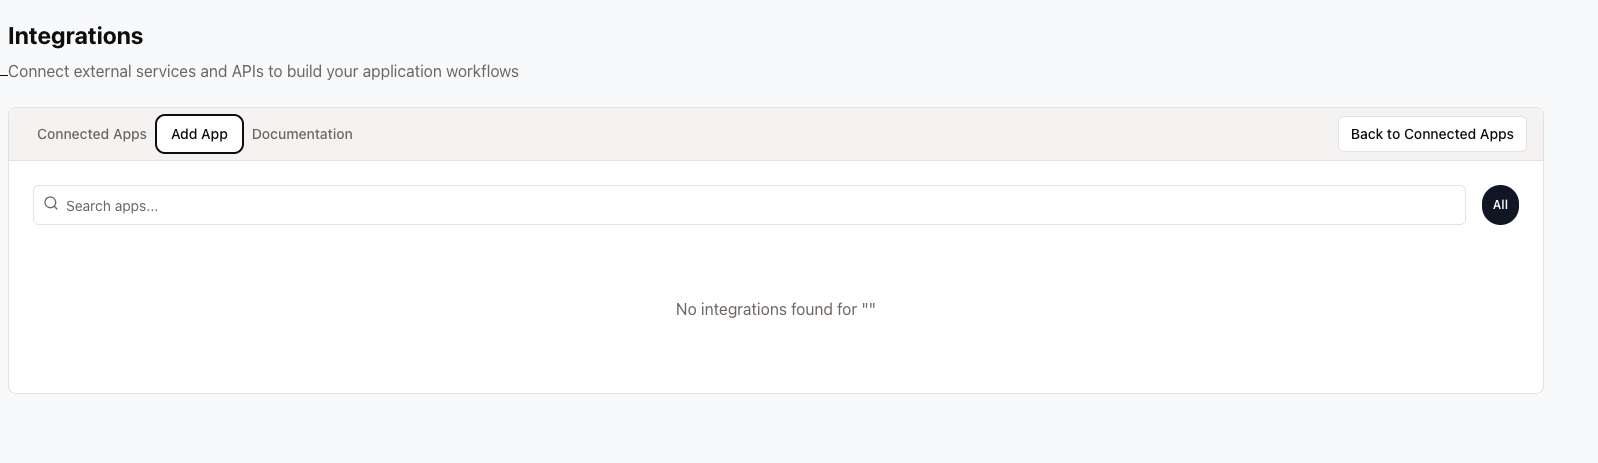 Integrations
Connect external services and APIs to build your application workflows
Connected Apps Add App Documentation Back to Connected Apps
Search apps... All
No integrations found for ""